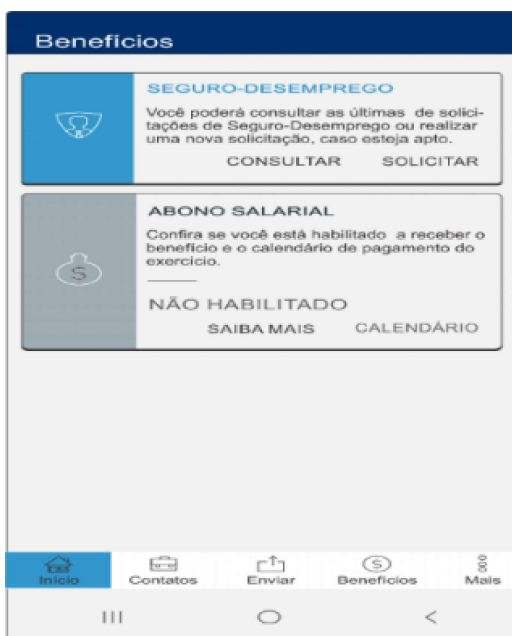 Benefícios
SEGURO-DESEMPREGO
Você poderá consultar as últimas de solici-
tações de Seguro-Desemprego ou realizar
uma nova solicitação, caso esteja apto.
CONSULTAR SOLICITAR
ABONO SALARIAL
Confira se você está habilitado a receber o
benefício e o calendário de pagamento do
exercício.
NÃO HABILITADO
SAIBA MAIS CALENDÁRIO
Início Contatos Enviar Benefícios Mais